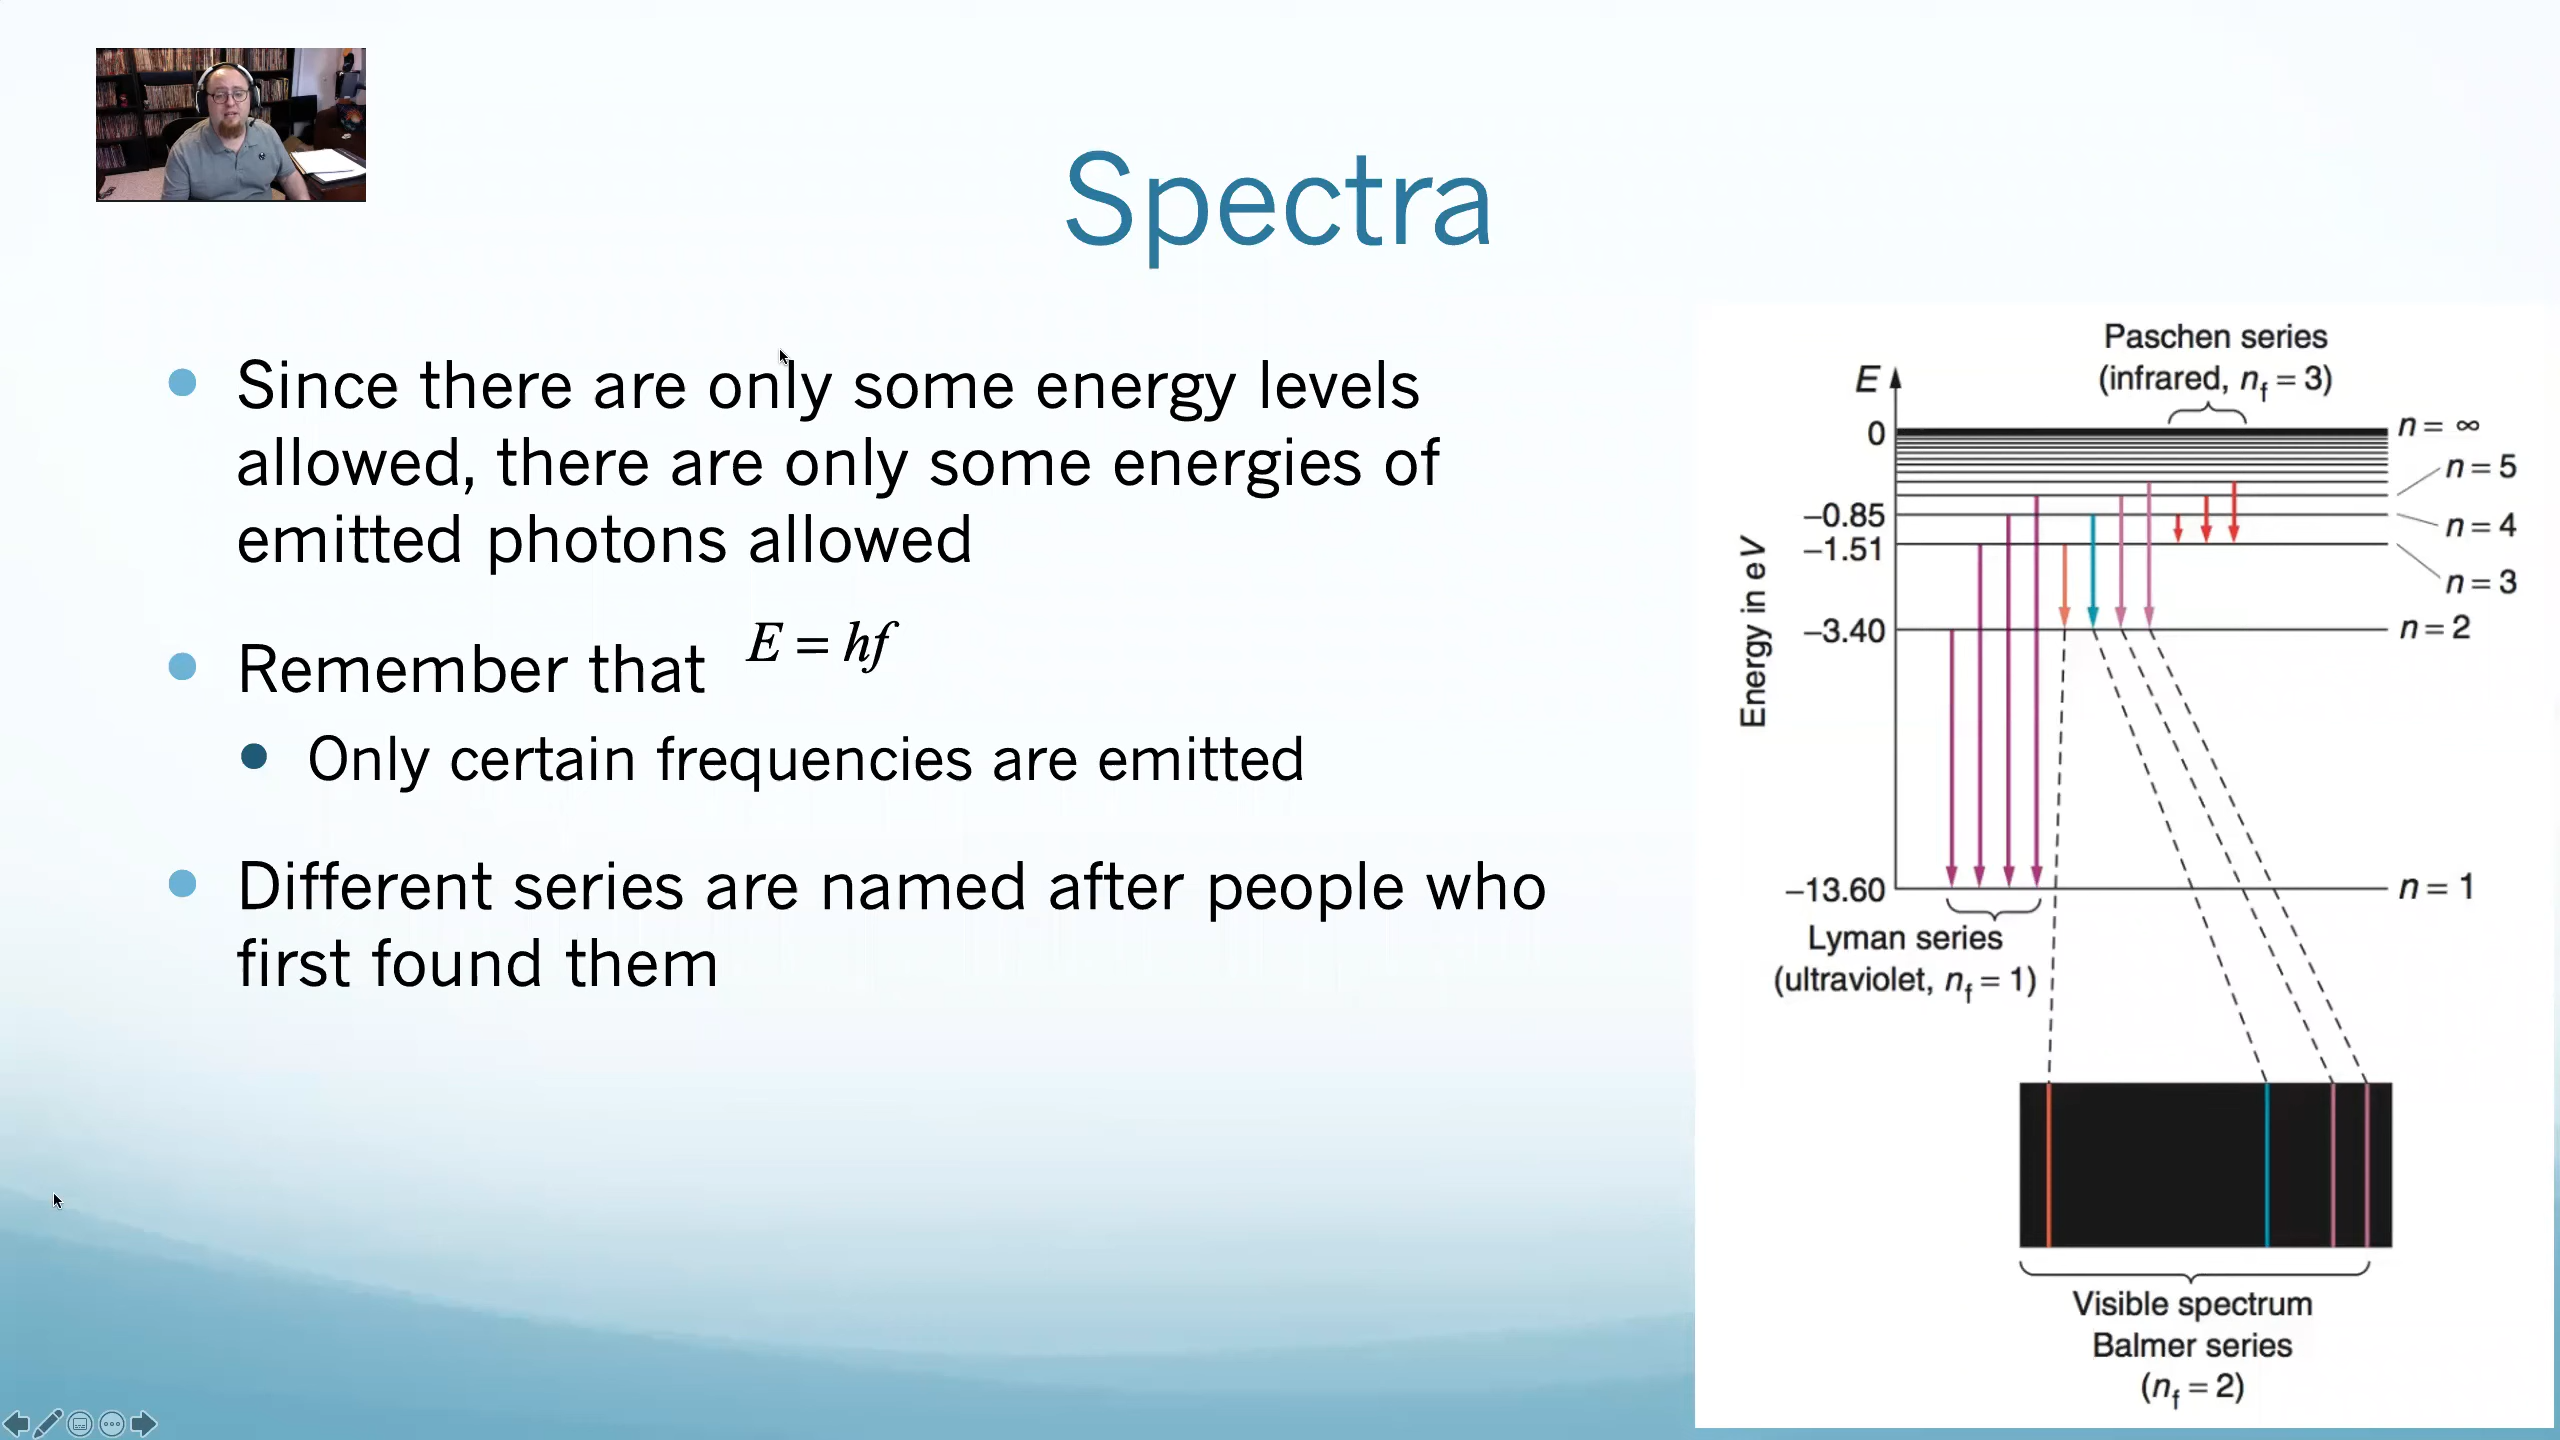 Spectra
Since there are only some energy levels
allowed, there are only some energies of
emitted photons allowed
Remember that E = hf
Only certain frequencies are emitted
Different series are named after people who
first found them
Paschen series
(infrared, nf = 3)
E
0
n = ∞
n = 5
−0.85
n = 4
−1.51
n = 3
−3.40
n = 2
Energy in eV
−13.60
n = 1
Lyman series
(ultraviolet, nf = 1)
Visible spectrum
Balmer series
(nf = 2)